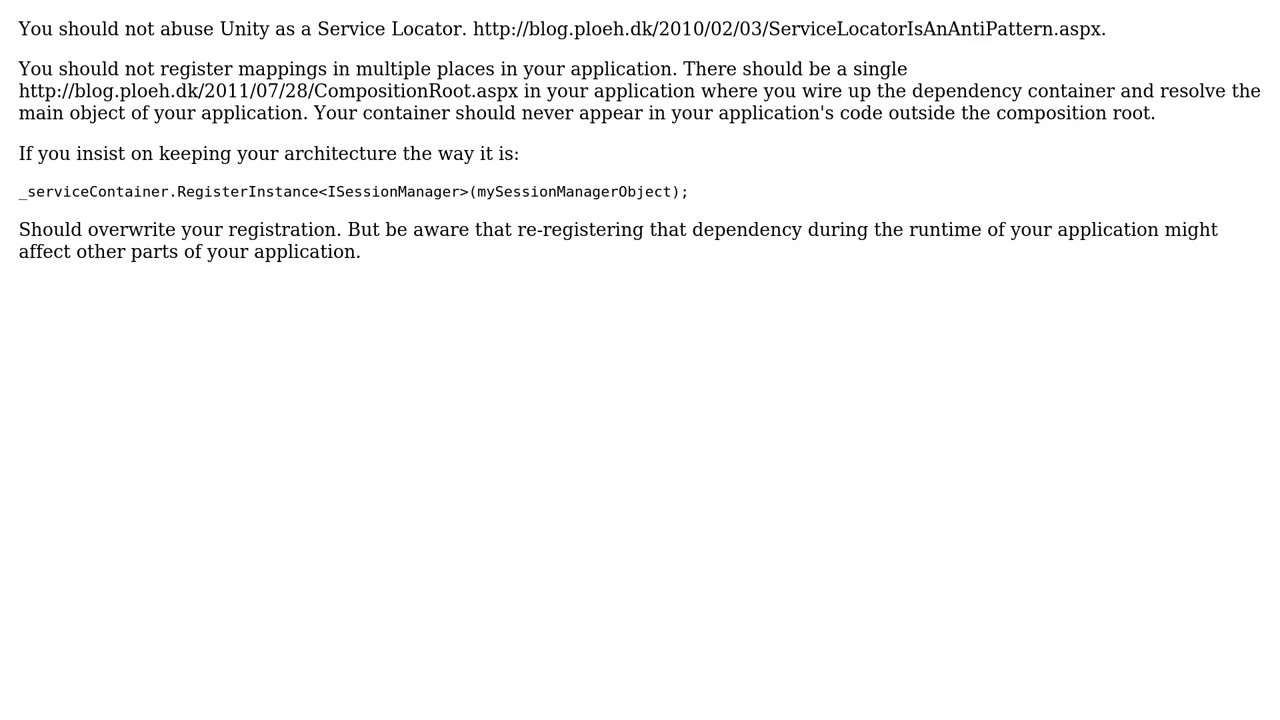 You should not abuse Unity as a Service Locator. http://blog.ploeh.dk/2010/02/03/ServiceLocatorIsAnAntiPattern.aspx.
You should not register mappings in multiple places in your application. There should be a single
http://blog.ploeh.dk/2011/07/28/CompositionRoot.aspx in your application where you wire up the dependency container and resolve the
main object of your application. Your container should never appear in your application's code outside the composition root.
If you insist on keeping your architecture the way it is:
_serviceContainer.RegisterInstance<ISessionManager>(mySessionManagerObject);
Should overwrite your registration. But be aware that re-registering that dependency during the runtime of your application might
affect other parts of your application.